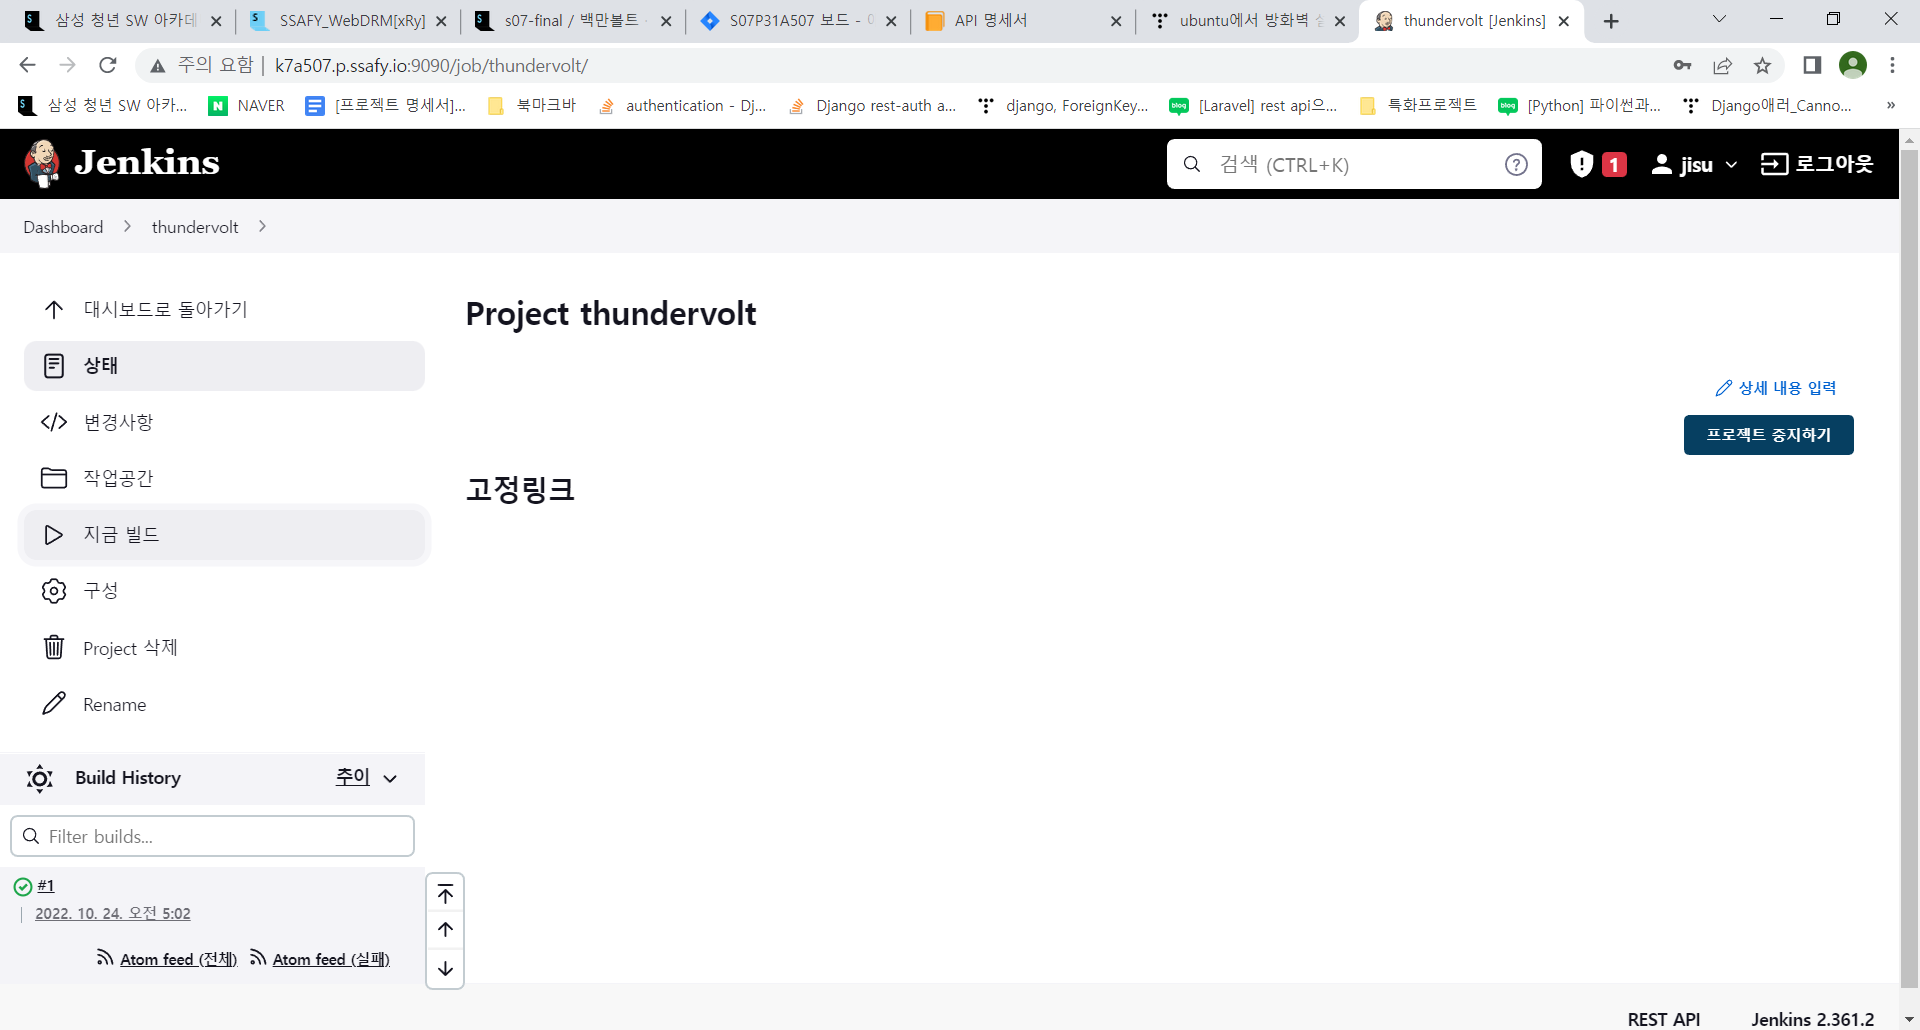 삼성 청년 SW 아카데
SSAFY_WebDRM[xRy]
s07-final / 백만볼트
S07P31A507 보드 -
API 명세서
ubuntu에서 방화벽
thundervolt [Jenkins]
주의 요함 | k7a507.p.ssafy.io:9090/job/thundervolt/
삼성 청년 SW 아카...
NAVER
[프로젝트 명세서]...
북마크바
authentication - Dj...
Django rest-auth a...
django, ForeignKey...
[Laravel] rest api으...
특화프로젝트
[Python] 파이썬과...
Django애러_Canno...
»
Jenkins
검색 (CTRL+K)
1
jisu
로그아웃
Dashboard
thundervolt
대시보드로 돌아가기
상태
변경사항
작업공간
지금 빌드
구성
Project 삭제
Rename
Project thundervolt
상세 내용 입력
프로젝트 중지하기
고정링크
Build History
추이
Filter builds...
#1
2022. 10. 24. 오전 5:02
Atom feed (전체)
Atom feed (실패)
REST API
Jenkins 2.361.2